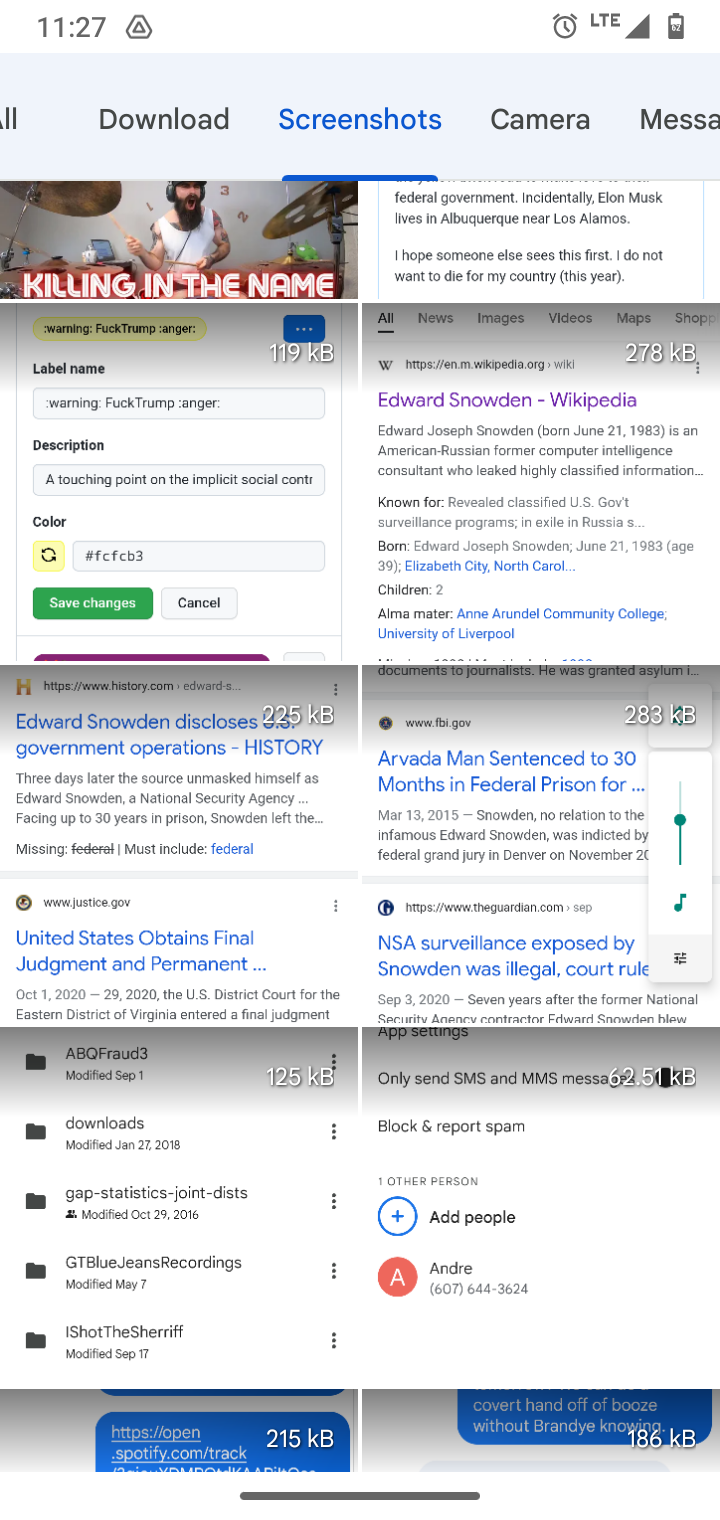 11:27
LTE
02
ll
Download
Screenshots
Camera
Messa
KILLING IN THE NAME
federal government. Incidentally, Elon Musk
lives in Albuquerque near Los Alamos.
I hope someone else sees this first. I do not
want to die for my country (this year).
:warning: FuckTrump :anger:
119 kB
Label name
:warning: FuckTrump :anger:
Description
A touching point on the implicit social contr
Color
#fcfcb3
Save changes
Cancel
All
News
Images
Videos
Maps
Shopp
278 kB
https://en.m.wikipedia.org › wiki
Edward Snowden - Wikipedia
Edward Joseph Snowden (born June 21, 1983) is an
American-Russian former computer intelligence
consultant who leaked highly classified information...
Known for: Revealed classified U.S. Gov't
surveillance programs; in exile in Russia s...
Born: Edward Joseph Snowden; June 21, 1983 (age
39); Elizabeth City, North Carol...
Children: 2
Alma mater: Anne Arundel Community College;
University of Liverpool
https://www.history.com › edward-s...
225 kB
Edward Snowden discloses U.S.
government operations - HISTORY
Three days later the source unmasked himself as
Edward Snowden, a National Security Agency ...
Facing up to 30 years in prison, Snowden left the...
Missing: federal | Must include: federal
www.justice.gov
United States Obtains Final
Judgment and Permanent ...
Oct 1, 2020 — 29, 2020, the U.S. District Court for the
Eastern District of Virginia entered a final judgment
documents to journalists. He was granted asylum i...
www.fbi.gov
283 kB
Arvada Man Sentenced to 30
Months in Federal Prison for ...
Mar 13, 2015 — Snowden, no relation to the
infamous Edward Snowden, was indicted by
federal grand jury in Denver on November 20
https://www.theguardian.com › sep
NSA surveillance exposed by
Snowden was illegal, court rule
Sep 3, 2020 — Seven years after the former National
Security Agency contractor Edward Snowden blew
ABQFraud3
Modified Sep 1
125 kB
downloads
Modified Jan 27, 2018
gap-statistics-joint-dists
Modified Oct 29, 2016
GTBlueJeansRecordings
Modified May 7
IShotTheSherriff
Modified Sep 17
App settings
Only send SMS and MMS messages
62.51 kB
Block & report spam
1 OTHER PERSON
Add people
A
Andre
(607) 644-3624
https://open
.spotify.com/track
215 kB
covert hand off of booze
without Brandye knowing.
186 kB